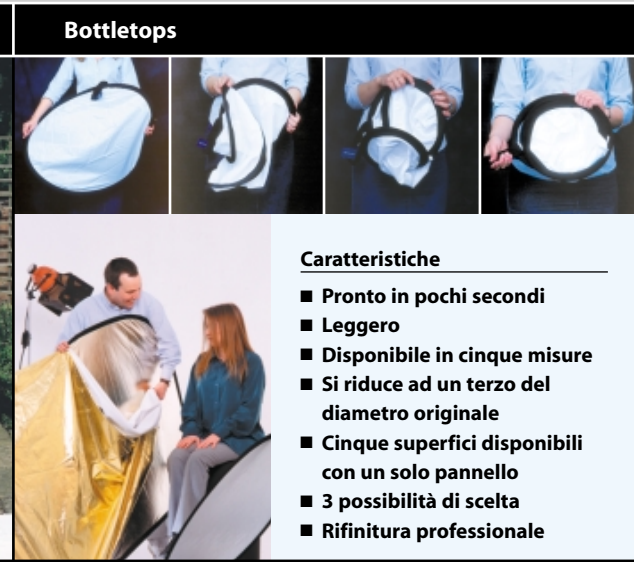 Bottletops
Caratteristiche
■ Pronto in pochi secondi
■ Leggero
■ Disponibile in cinque misure
■ Si riduce ad un terzo del
diametro originale
■ Cinque superfici disponibili
con un solo pannello
■ 3 possibilità di scelta
■ Rifinitura professionale